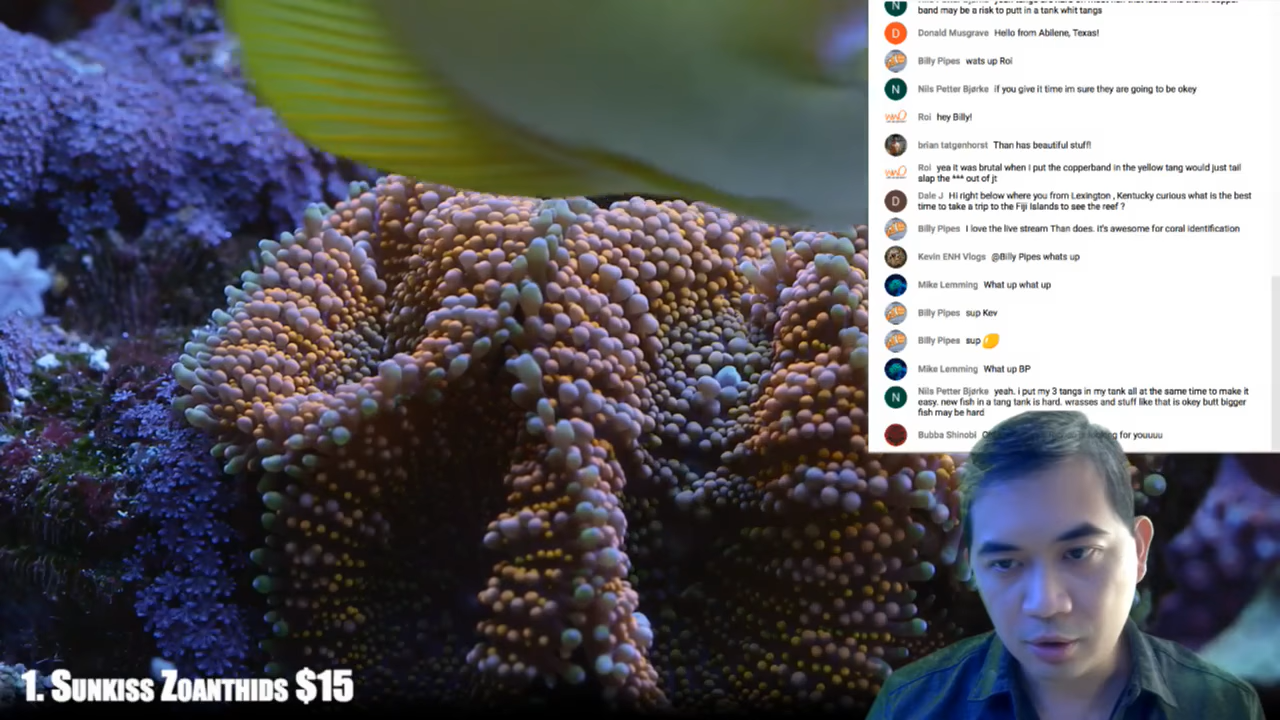 band may be a risk to putt in a tank whit tangs
D Donald Musgrave Hello from Abilene, Texas!
Billy Pipes wats up Roi
N Nils Petter Bjørke if you give it time im sure they are going to be okey
Roi hey Billy!
brian tatgenhorst Than has beautiful stuff!
Roi yea it was brutal when i put the copperband in the yellow tang would just tail
slap the *** out of jt
D Dale J Hi right below where you from Lexington , Kentucky curious what is the best
time to take a trip to the Fiji Islands to see the reef ?
Billy Pipes I love the live stream Than does. it's awesome for coral identification
Kevin ENH Vlogs @Billy Pipes whats up
Mike Lemming What up what up
Billy Pipes sup Kev
Billy Pipes sup
Mike Lemming What up BP
N Nils Petter Bjørke yeah. i put my 3 tangs in my tank all at the same time to make it
easy. new fish in a tang tank is hard. wrasses and stuff like that is okey butt bigger
fish may be hard
Bubba Shinobi for youuuu
1. Sunkiss Zoanthids $15